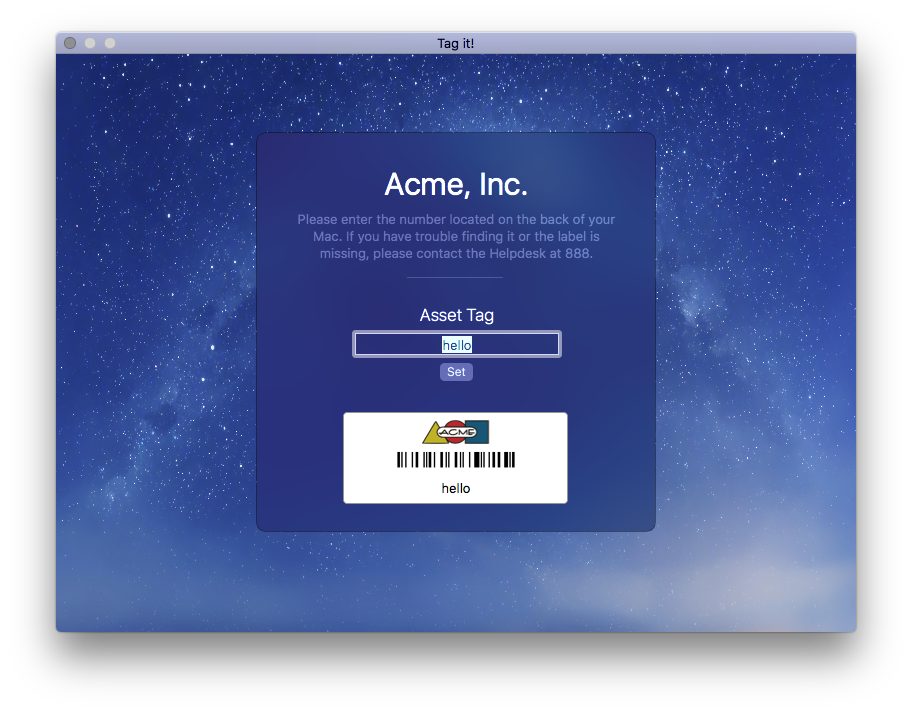 Tag it!
Acme, Inc.
Please enter the number located on the back of your
Mac. If you have trouble finding it or the label is
missing, please contact the Helpdesk at 888.
Asset Tag
hello
Set
ACME
hello